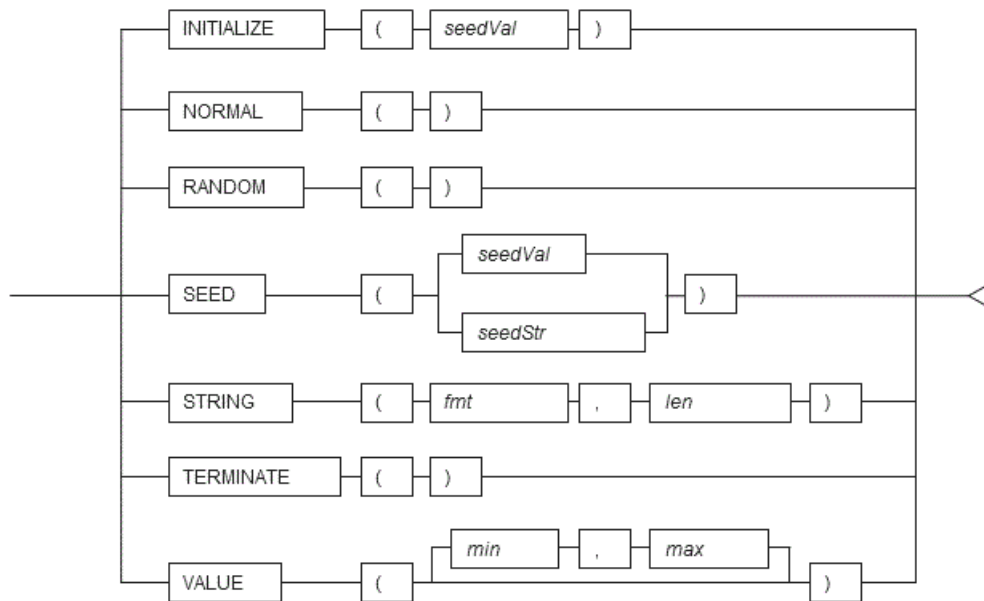 INITIALIZE ( seedVal )
NORMAL ( )
RANDOM ( )
seedVal
SEED ( )
seedStr
STRING ( fmt , len )
TERMINATE ( )
min , max
VALUE ( )